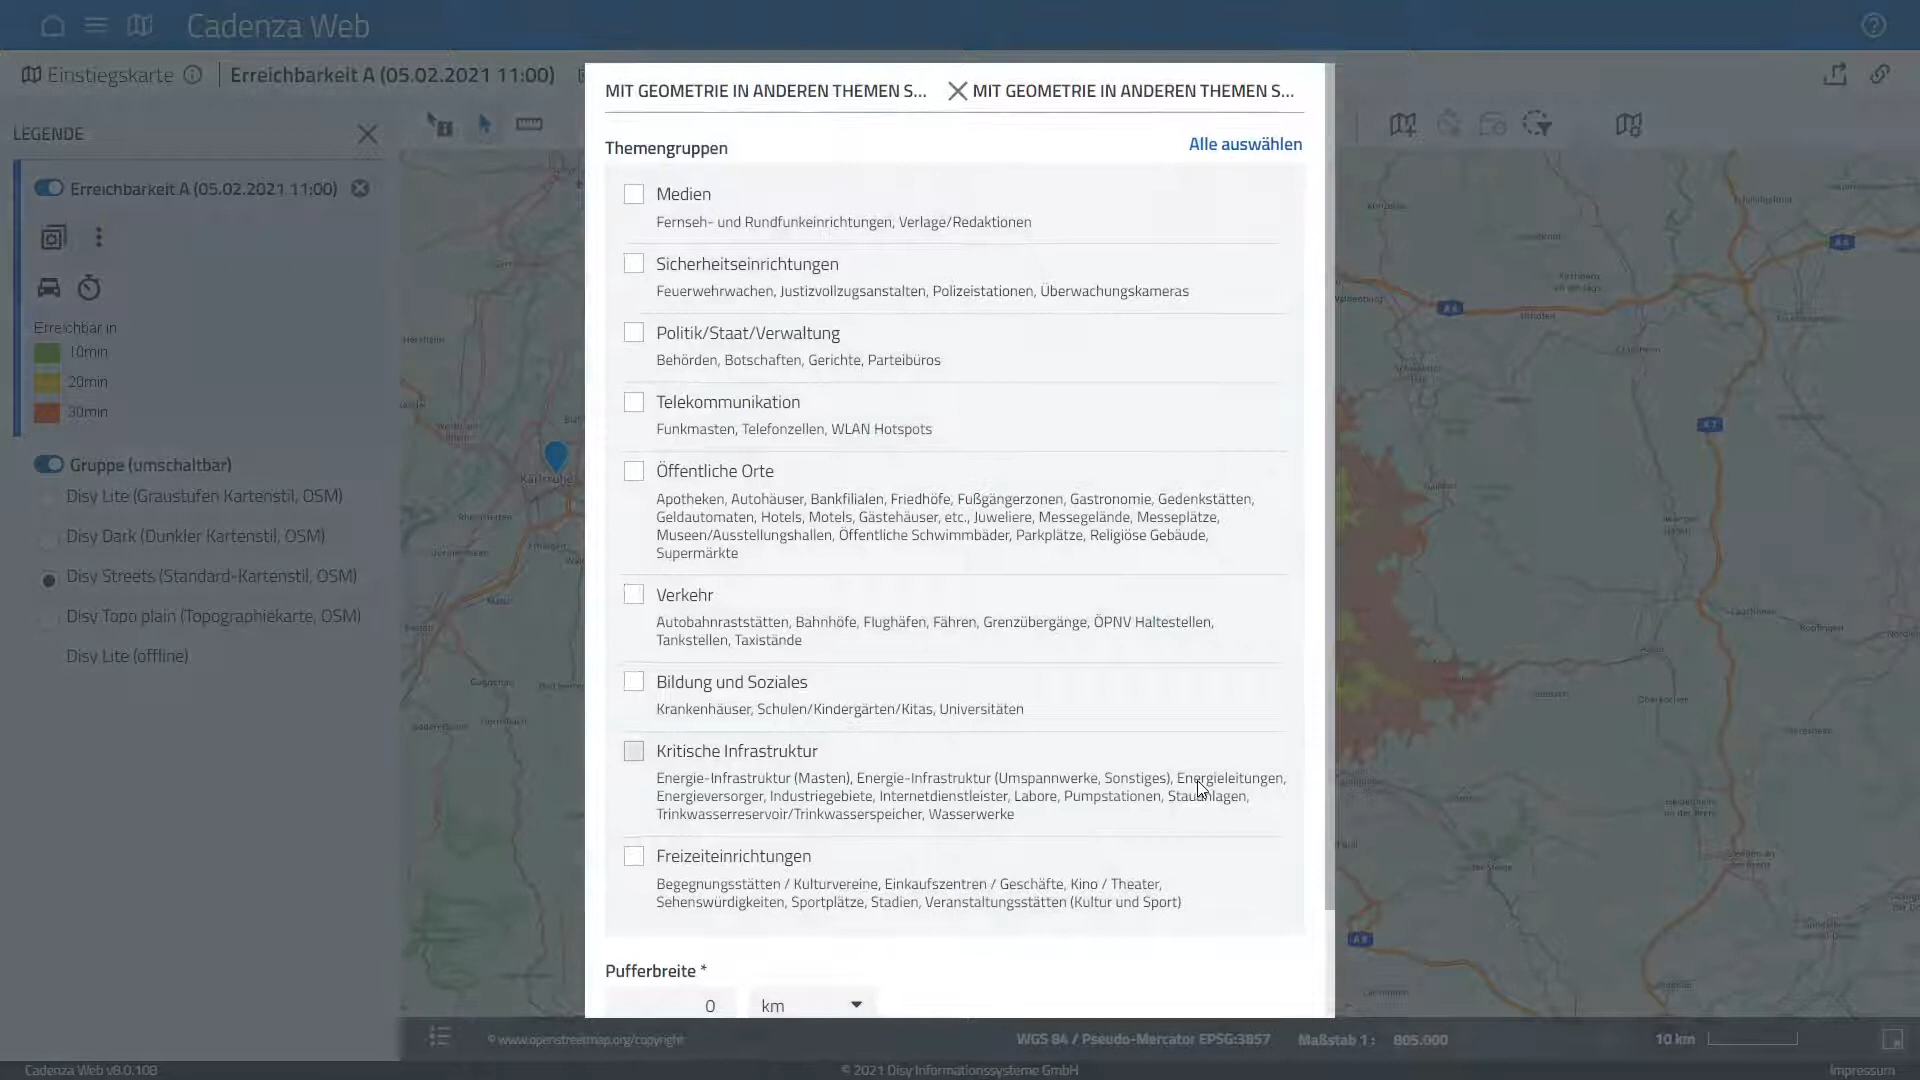 Cadenza Web
Einstiegskarte
Erreichbarkeit A (05.02.2021 11:00)
LEGENDE
Erreichbarkeit A (05.02.2021 11:00)
Erreichbar in
10min
20min
30min
Gruppe (umschaltbar)
Disy Lite (Graustufen Kartenstil, OSM)
Disy Dark (Dunkler Kartenstil, OSM)
Disy Streets (Standard-Kartenstil, OSM)
Disy Topo plain (Topographiekarte, OSM)
Disy Lite (offline)
Karlsruhe
MIT GEOMETRIE IN ANDEREN THEMEN S...
MIT GEOMETRIE IN ANDEREN THEMEN S...
Themengruppen
Alle auswählen
Medien
Fernseh- und Rundfunkeinrichtungen, Verlage/Redaktionen
Sicherheitseinrichtungen
Feuerwehrwachen, Justizvollzugsanstalten, Polizeistationen, Überwachungskameras
Politik/Staat/Verwaltung
Behörden, Botschaften, Gerichte, Parteibüros
Telekommunikation
Funkmasten, Telefonzellen, WLAN Hotspots
Öffentliche Orte
Apotheken, Autohäuser, Bankfilialen, Friedhöfe, Fußgängerzonen, Gastronomie, Gedenkstätten,
Geldautomaten, Hotels, Motels, Gästehäuser, etc., Juweliere, Messegelände, Messeplätze,
Museen/Ausstellungshallen, Öffentliche Schwimmbäder, Parkplätze, Religiöse Gebäude,
Supermärkte
Verkehr
Autobahnraststätten, Bahnhöfe, Flughäfen, Fähren, Grenzübergänge, ÖPNV Haltestellen,
Tankstellen, Taxistände
Bildung und Soziales
Krankenhäuser, Schulen/Kindergärten/Kitas, Universitäten
Kritische Infrastruktur
Energie-Infrastruktur (Masten), Energie-Infrastruktur (Umspannwerke, Sonstiges), Energieleitungen,
Energieversorger, Industriegebiete, Internetdienstleister, Labore, Pumpstationen, Stauanlagen,
Trinkwasserreservoir/Trinkwasserspeicher, Wasserwerke
Freizeiteinrichtungen
Begegnungsstätten / Kulturvereine, Einkaufszentren / Geschäfte, Kino / Theater,
Sehenswürdigkeiten, Sportplätze, Stadien, Veranstaltungsstätten (Kultur und Sport)
Pufferbreite *
0
km
A 6
A 7
A 8
© www.openstreetmap.org/copyright
WGS 84 / Pseudo-Mercator EPSG:3857
Maßstab 1 : 805.000
10 km
Cadenza Web v8.0.108
© 2021 Disy Informationssysteme GmbH
Impressum